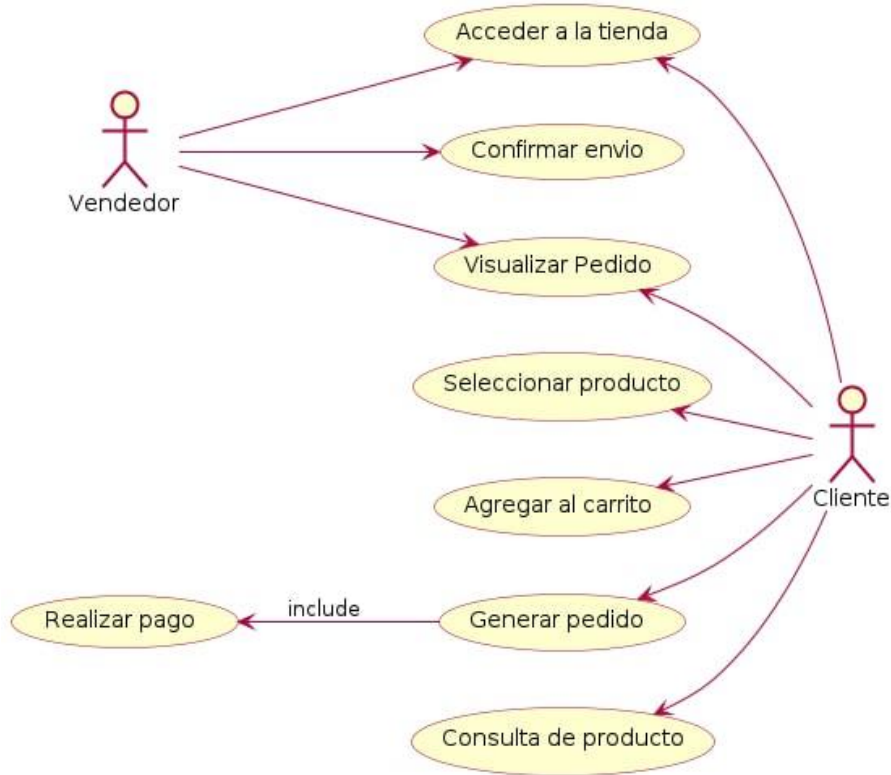 Acceder a la tienda
Confirmar envio
Vendedor
Visualizar Pedido
Seleccionar producto
Agregar al carrito
Cliente
Realizar pago
include
Generar pedido
Consulta de producto